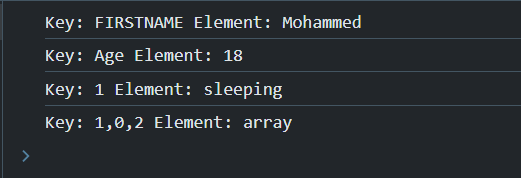 Key: FIRSTNAME Element: Mohammed
Key: Age Element: 18
Key: 1 Element: sleeping
Key: 1,0,2 Element: array
>